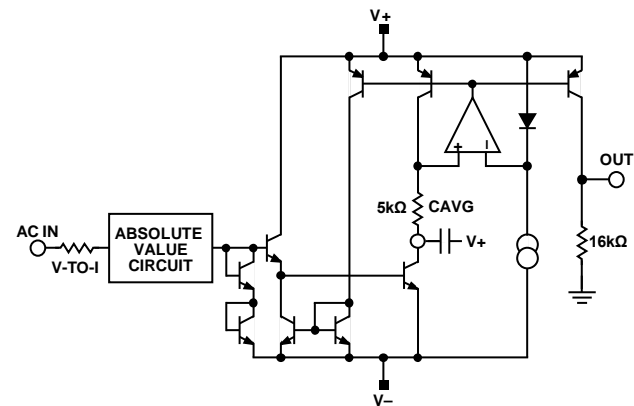 V+
OUT
5kΩ
CAVG
AC IN
ABSOLUTE
VALUE
CIRCUIT
V-TO-I
V+
16kΩ
V–
+
–